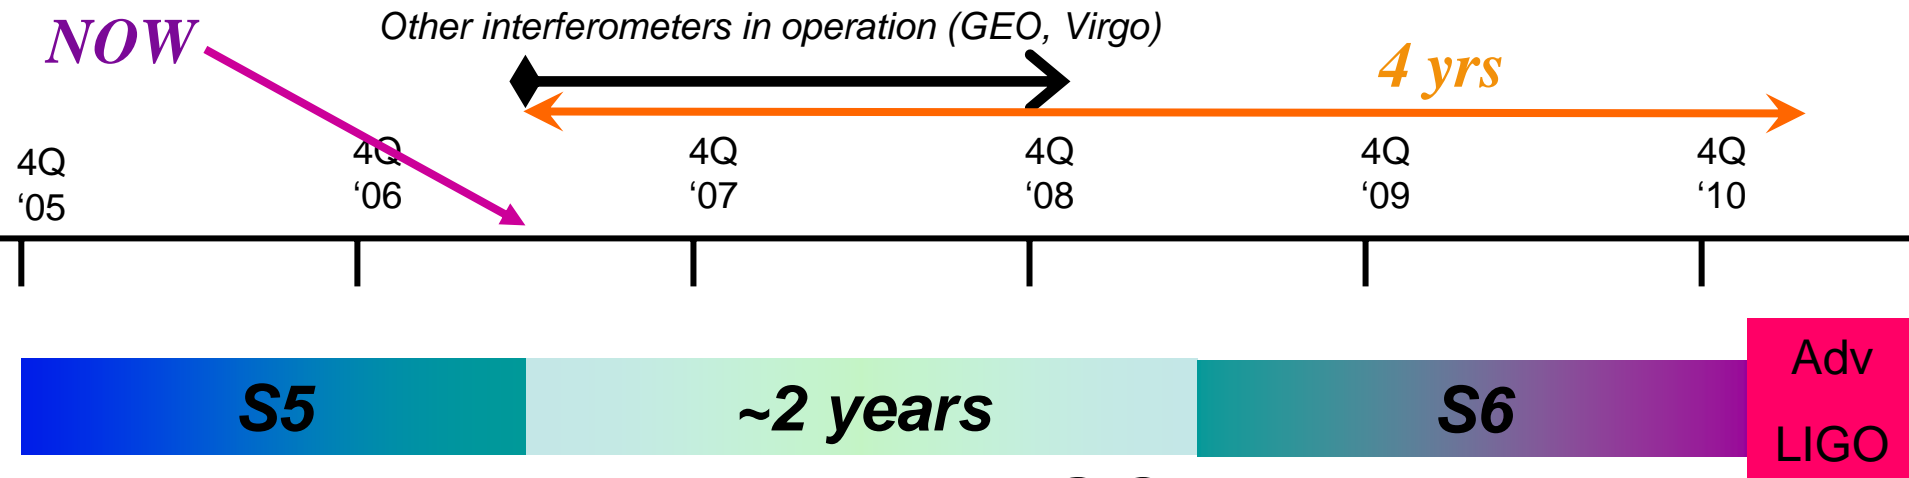 NOW
Other interferometers in operation (GEO, Virgo)
4 yrs
4Q
‘05
4Q
‘06
4Q
‘07
4Q
‘08
4Q
‘09
4Q
‘10
S5
~2 years
S6
Adv
LIGO